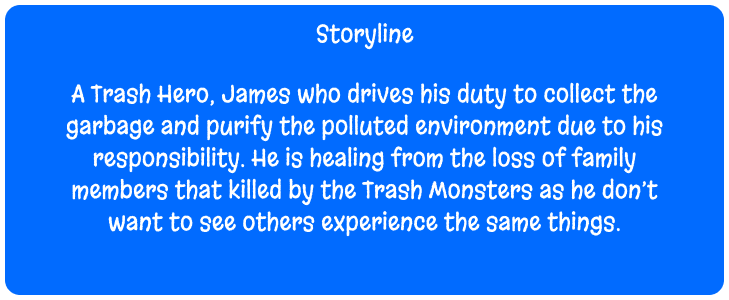 Storyline
A Trash Hero, James who drives his duty to collect the
garbage and purify the polluted environment due to his
responsibility. He is healing from the loss of family
members that killed by the Trash Monsters as he don't
want to see others experience the same things.